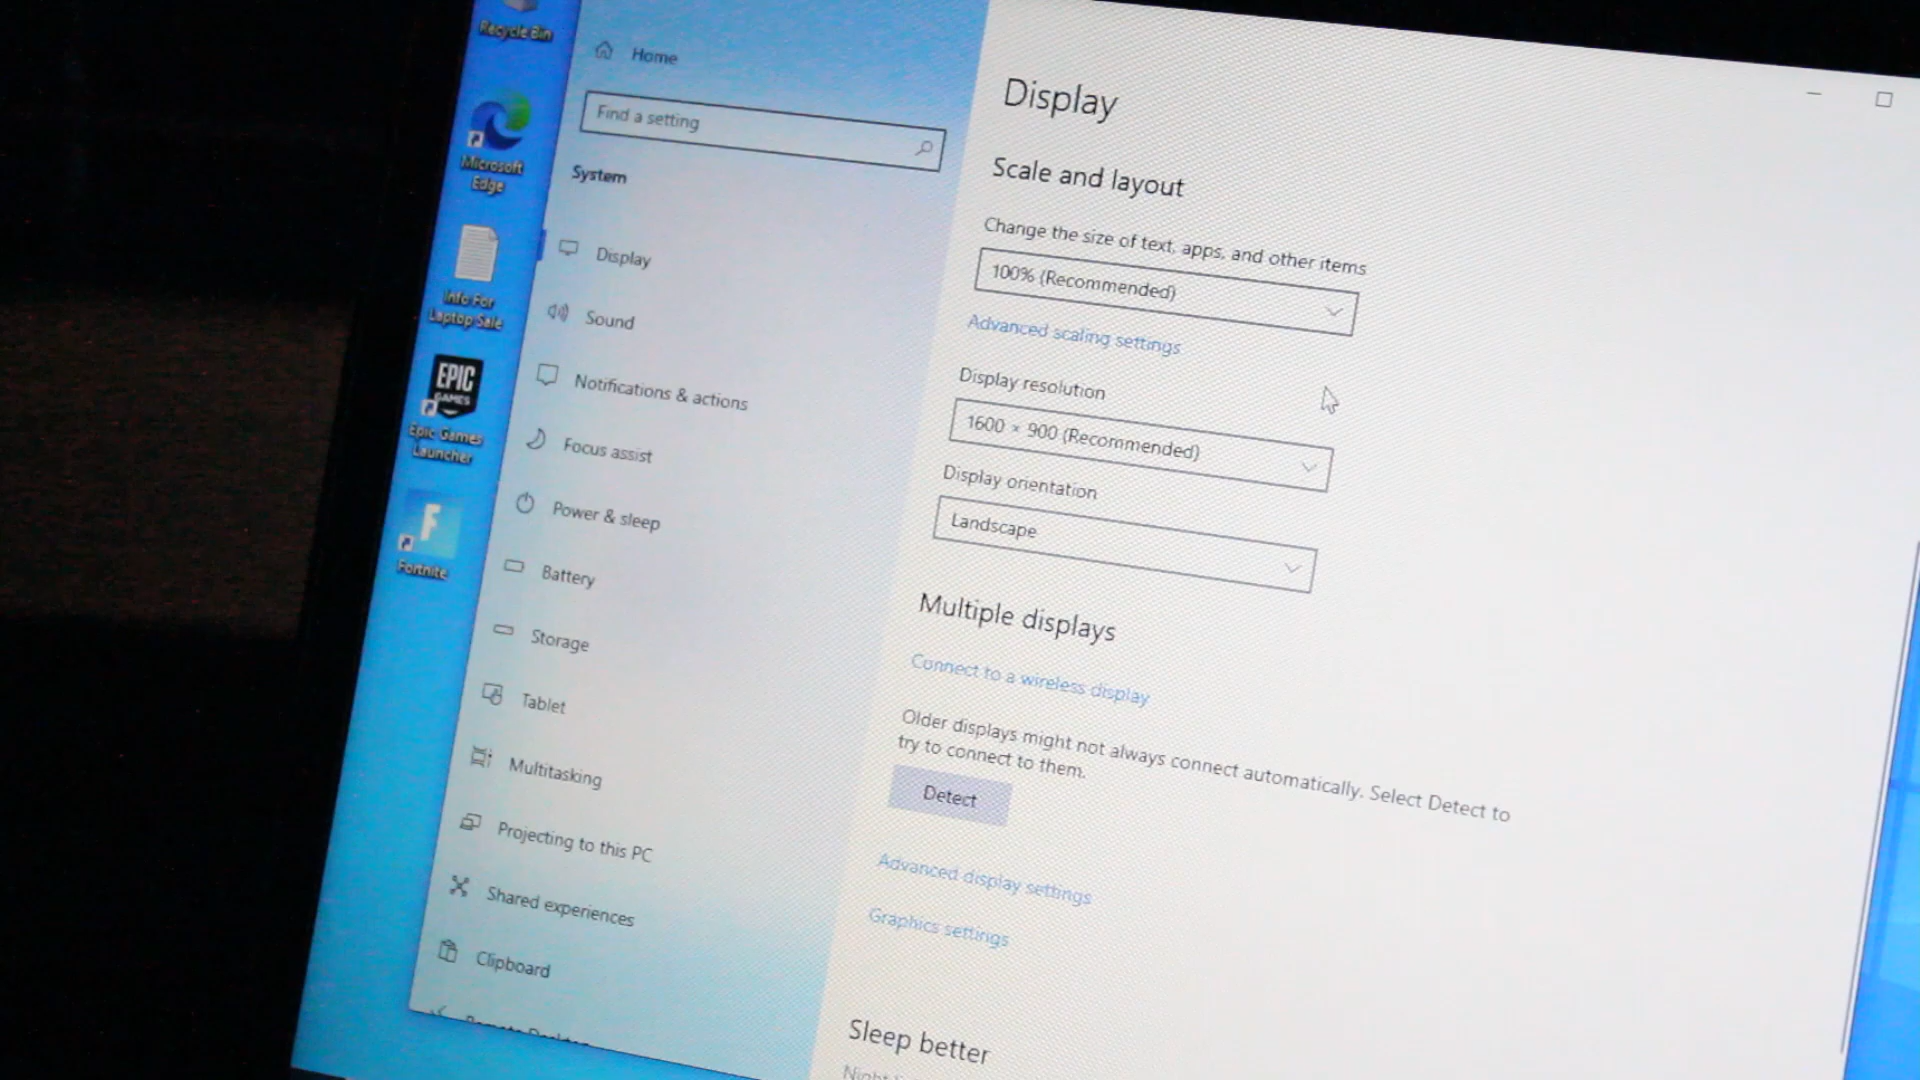 Recycle Bin
Microsoft
Edge
Info For
Laptop Sale
EPIC
GAMES
Epic Games
Launcher
F
Fortnite
Home
Find a setting
System
Display
Sound
Notifications & actions
Focus assist
Power & sleep
Battery
Storage
Tablet
Multitasking
Projecting to this PC
Shared experiences
Clipboard
Remote Desktop
Display
Scale and layout
Change the size of text, apps, and other items
100% (Recommended)
Advanced scaling settings
Display resolution
1600 × 900 (Recommended)
Display orientation
Landscape
Multiple displays
Connect to a wireless display
Older displays might not always connect automatically. Select Detect to
try to connect to them.
Detect
Advanced display settings
Graphics settings
Sleep better